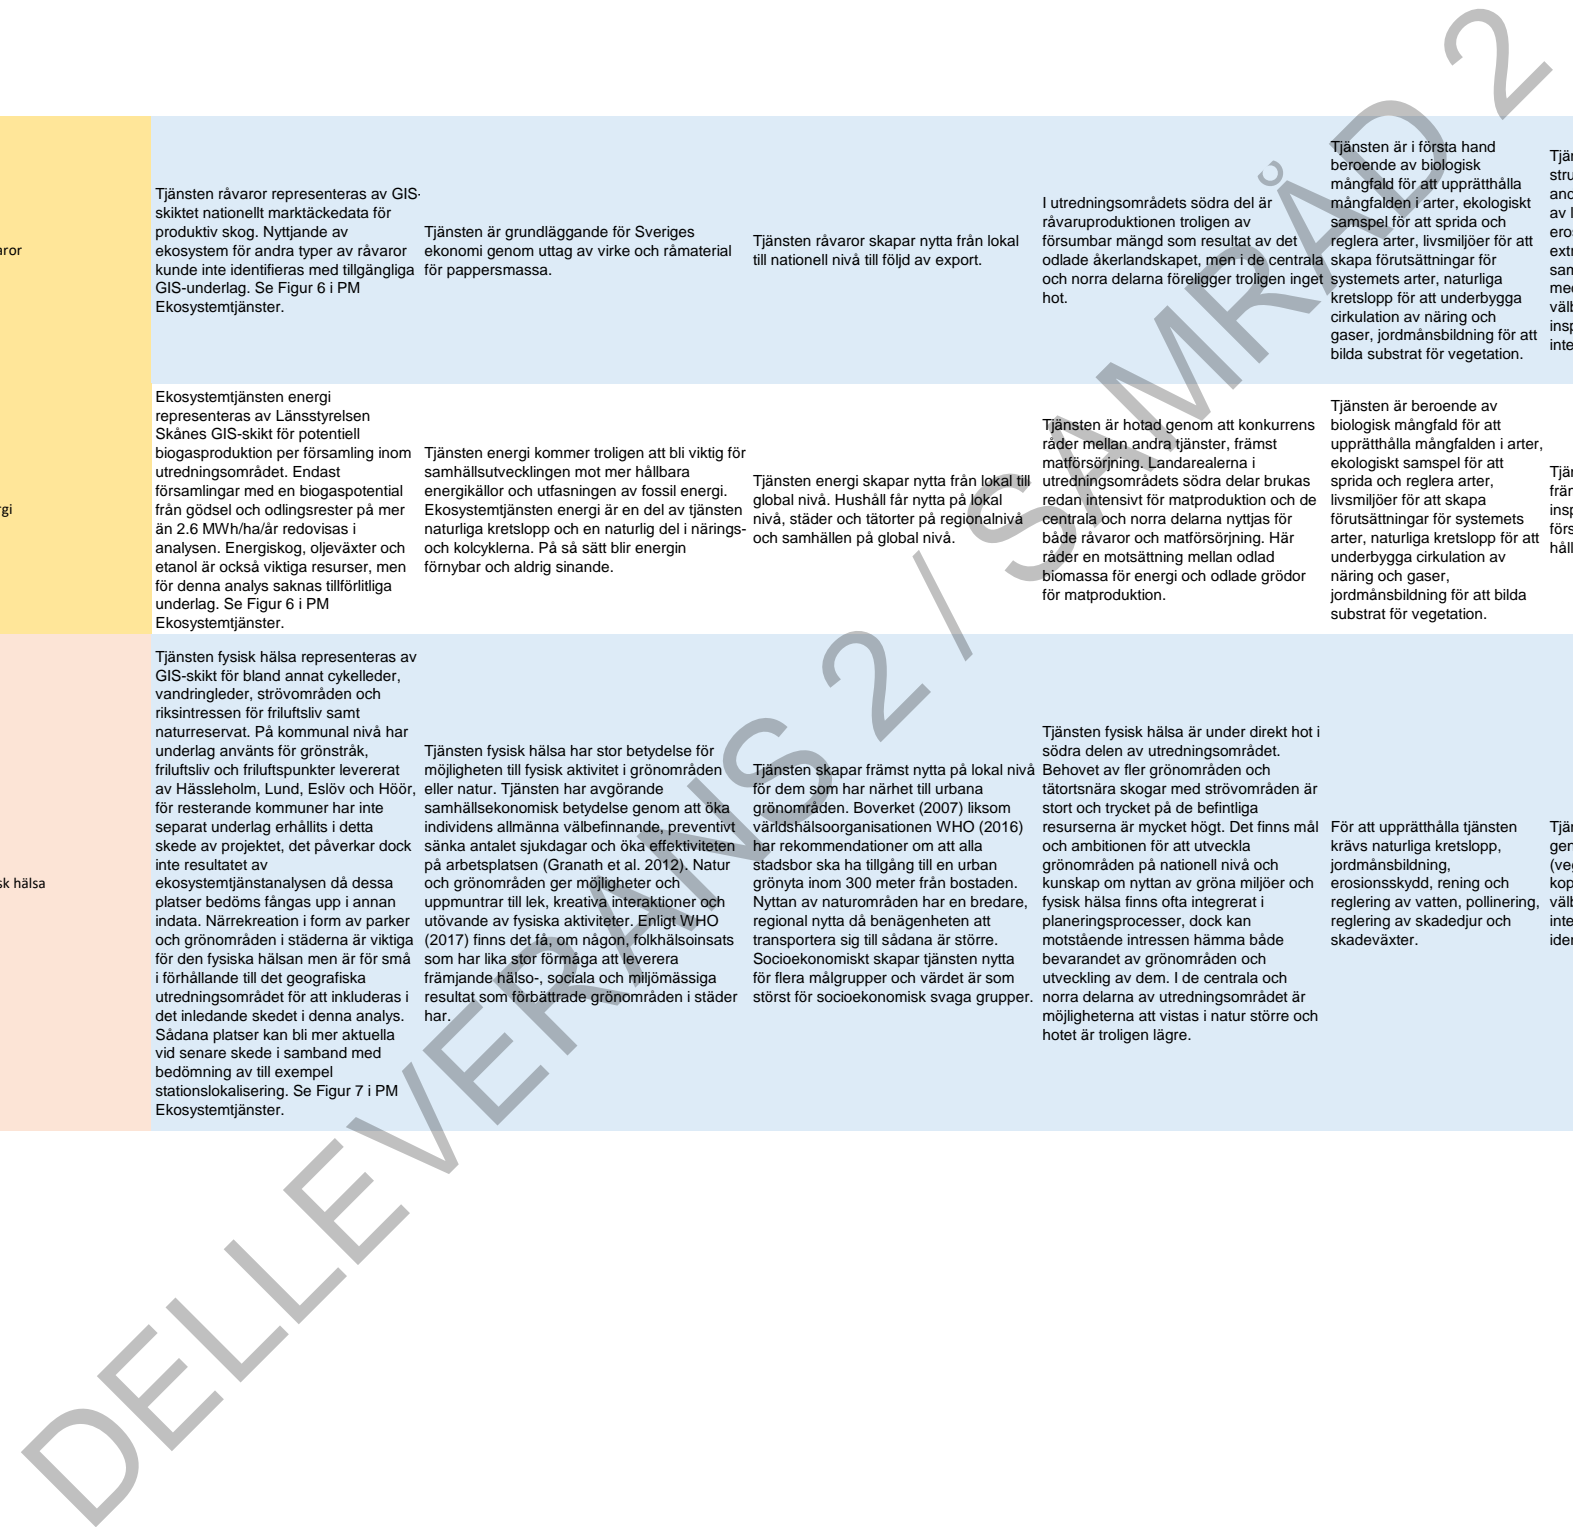 råvaror
Tjänsten råvaror representeras av GIS-
skiktet nationellt marktäckedata för
produktiv skog. Nyttjande av
ekosystem för andra typer av råvaror
kunde inte identifieras med tillgängliga
GIS-underlag. Se Figur 6 i PM
Ekosystemtjänster.
Tjänsten är grundläggande för Sveriges
ekonomi genom uttag av virke och råmaterial
för pappersmassa.
Tjänsten råvaror skapar nytta från lokal
till nationell nivå till följd av export.
I utredningsområdets södra del är
råvaruproduktionen troligen av
försumbar mängd som resultat av det
odlade åkerlandskapet, men i de centrala
och norra delarna föreligger troligen inget
hot.
Tjänsten är i första hand
beroende av biologisk
mångfald för att upprätthålla
mångfalden i arter, ekologiskt
samspel för att sprida och
reglera arter, livsmiljöer för att
skapa förutsättningar för
systemets arter, naturliga
kretslopp för att underbygga
cirkulation av näring och
gaser, jordmånsbildning för att
bilda substrat för vegetation.
Ekosystemtjänsten energi
representeras av Länsstyrelsen
Skånes GIS-skikt för potentiell
biogasproduktion per församling inom
utredningsområdet. Endast
församlingar med en biogaspotential
från gödsel och odlingsrester på mer
än 2.6 MWh/ha/år redovisas i
analysen. Energiskog, oljeväxter och
etanol är också viktiga resurser, men
för denna analys saknas tillförlitliga
underlag. Se Figur 6 i PM
Ekosystemtjänster.
Tjänsten energi kommer troligen att bli viktig för
samhällsutvecklingen mot mer hållbara
energikällor och utfasningen av fossil energi.
Ekosystemtjänsten energi är en del av tjänsten
naturliga kretslopp och en naturlig del i närings-
och kolcyklerna. På så sätt blir energin
förnybar och aldrig sinande.
Tjänsten energi skapar nytta från lokal till
global nivå. Hushåll får nytta på lokal
nivå, städer och tätorter på regionalnivå
och samhällen på global nivå.
Tjänsten är hotad genom att konkurrens
råder mellan andra tjänster, främst
matförsörjning. Landarealerna i
utredningsområdets södra delar brukas
redan intensivt för matproduktion och de
centrala och norra delarna nyttjas för
både råvaror och matförsörjning. Här
råder en motsättning mellan odlad
biomassa för energi och odlade grödor
för matproduktion.
Tjänsten är beroende av
biologisk mångfald för att
upprätthålla mångfalden i arter,
ekologiskt samspel för att
sprida och reglera arter,
livsmiljöer för att skapa
förutsättningar för systemets
arter, naturliga kretslopp för att
underbygga cirkulation av
näring och gaser,
jordmånsbildning för att bilda
substrat för vegetation.
hälsa
Tjänsten fysisk hälsa representeras av
GIS-skikt för bland annat cykelleder,
vandringleder, strövområden och
riksintressen för friluftsliv samt
naturreservat. På kommunal nivå har
underlag använts för grönstråk,
friluftsliv och friluftspunkter levererat
av Hässleholm, Lund, Eslöv och Höör,
för resterande kommuner har inte
separat underlag erhållits i detta
skede av projektet, det påverkar dock
inte resultatet av
ekosystemtjänstanalysen då dessa
platser bedöms fångas upp i annan
indata. Närrekreation i form av parker
och grönområden i städerna är viktiga
för den fysiska hälsan men är för små
i förhållande till det geografiska
utredningsområdet för att inkluderas i
det inledande skedet i denna analys.
Sådana platser kan bli mer aktuella
vid senare skede i samband med
bedömning av till exempel
stationslokalisering. Se Figur 7 i PM
Ekosystemtjänster.
Tjänsten fysisk hälsa har stor betydelse för
möjligheten till fysisk aktivitet i grönområden
eller natur. Tjänsten har avgörande
samhällsekonomisk betydelse genom att öka
individens allmänna välbefinnande, preventivt
sänka antalet sjukdagar och öka effektiviteten
på arbetsplatsen (Granath et al. 2012). Natur
och grönområden ger möjligheter och
uppmuntrar till lek, kreativa interaktioner och
utövande av fysiska aktiviteter. Enligt WHO
(2017) finns det få, om någon, folkhälsoinsats
som har lika stor förmåga att leverera
främjande hälso-, sociala och miljömässiga
resultat som förbättrade grönområden i städer
har.
Tjänsten skapar främst nytta på lokal nivå
för dem som har närhet till urbana
grönområden. Boverket (2007) liksom
världshälsoorganisationen WHO (2016)
har rekommendationer om att alla
stadsbor ska ha tillgång till en urban
grönyta inom 300 meter från bostaden.
Nyttan av naturområden har en bredare,
regional nytta då benägenheten att
transportera sig till sådana är större.
Socioekonomiskt skapar tjänsten nytta
för flera målgrupper och värdet är som
störst för socioekonomisk svaga grupper.
Tjänsten fysisk hälsa är under direkt hot i
södra delen av utredningsområdet.
Behovet av fler grönområden och
tätortsnära skogar med strövområden är
stort och trycket på de befintliga
resurserna är mycket högt. Det finns mål
och ambitionen för att utveckla
grönområden på nationell nivå och
kunskap om nyttan av gröna miljöer och
fysisk hälsa finns ofta integrerat i
planeringsprocesser, dock kan
motstående intressen hämma både
bevarandet av grönområden och
utveckling av dem. I de centrala och
norra delarna av utredningsområdet är
möjligheterna att vistas i natur större och
hotet är troligen lägre.
För att upprätthålla tjänsten
krävs naturliga kretslopp,
jordmånsbildning,
erosionsskydd, rening och
reglering av vatten, pollinering,
reglering av skadedjur och
skadeväxter.
DELLEVERANS 2 / SAMRÅD 2